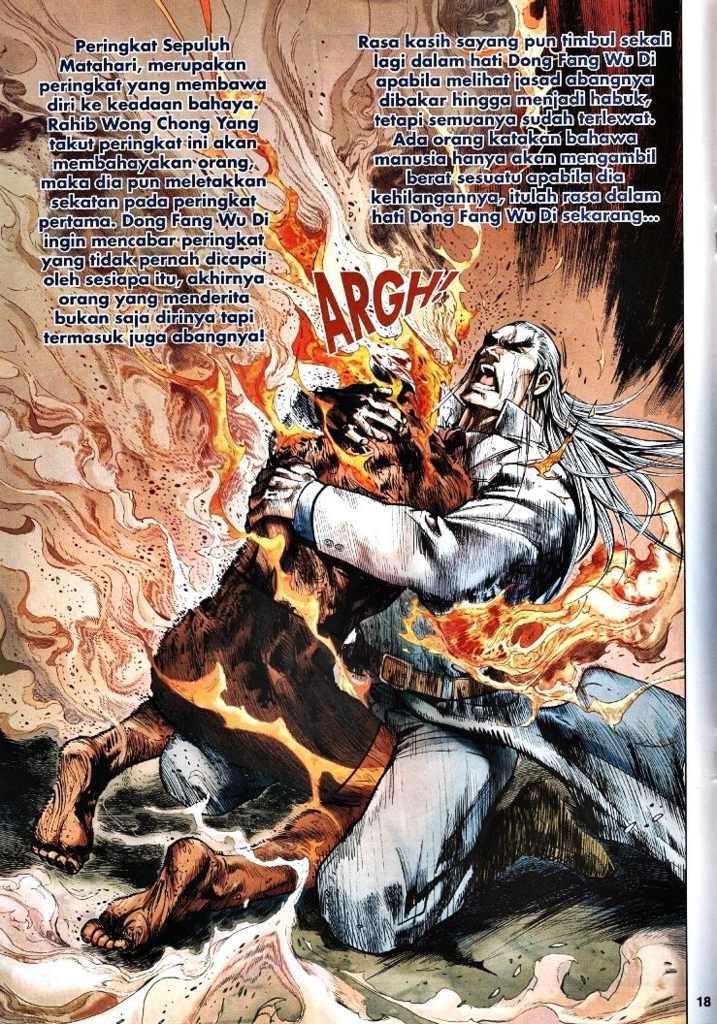 Peringkat Sepuluh
Matahari, merupakan
peringkat yang membawa
diri ke keadaan bahaya.
Rahib Wong Chong Yang
takut peringkat ini akan
membahayakan orang,
maka dia pun meletakkan
sekatan pada peringkat
pertama. Dong Fang Wu Di
ingin mencabar peringkat
yang tidak pernah dicapai
oleh sesiapa itu, akhirnya
orang yang menderita
bukan saja dirinya tapi
termasuk juga abangnya!
Rasa kasih sayang pun timbul sekali
lagi dalam hati Dong Fang Wu Di
apabila melihat jasad abangnya
dibakar hingga menjadi habuk,
tetapi semuanya sudah terlewat.
Ada orang katakan bahawa
manusia hanya akan mengambil
berat sesuatu apabila dia
kehilangannya, itulah rasa dalam
hati Dong Fang Wu Di sekarang...
ARGH!
18